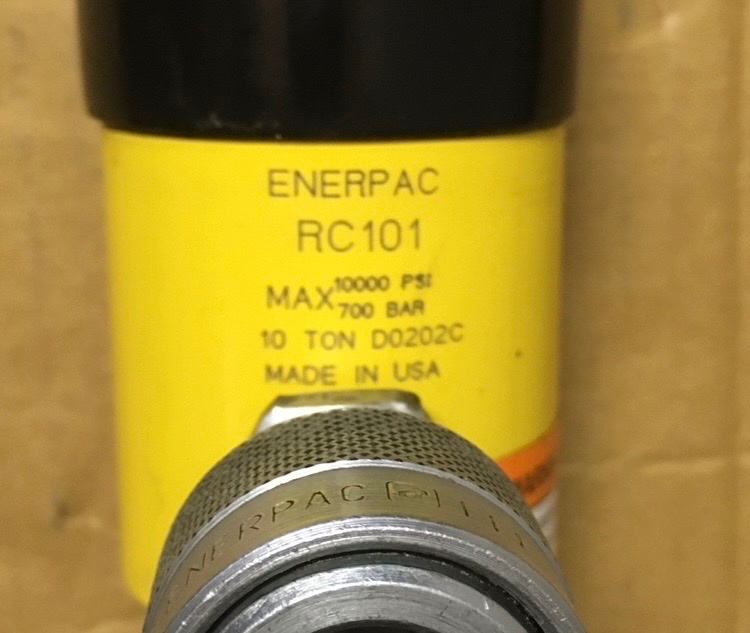 ENERPAC
RC101
MAX 10000 PSI
700 BAR
10 TON D0202C
MADE IN USA
ENERPAC